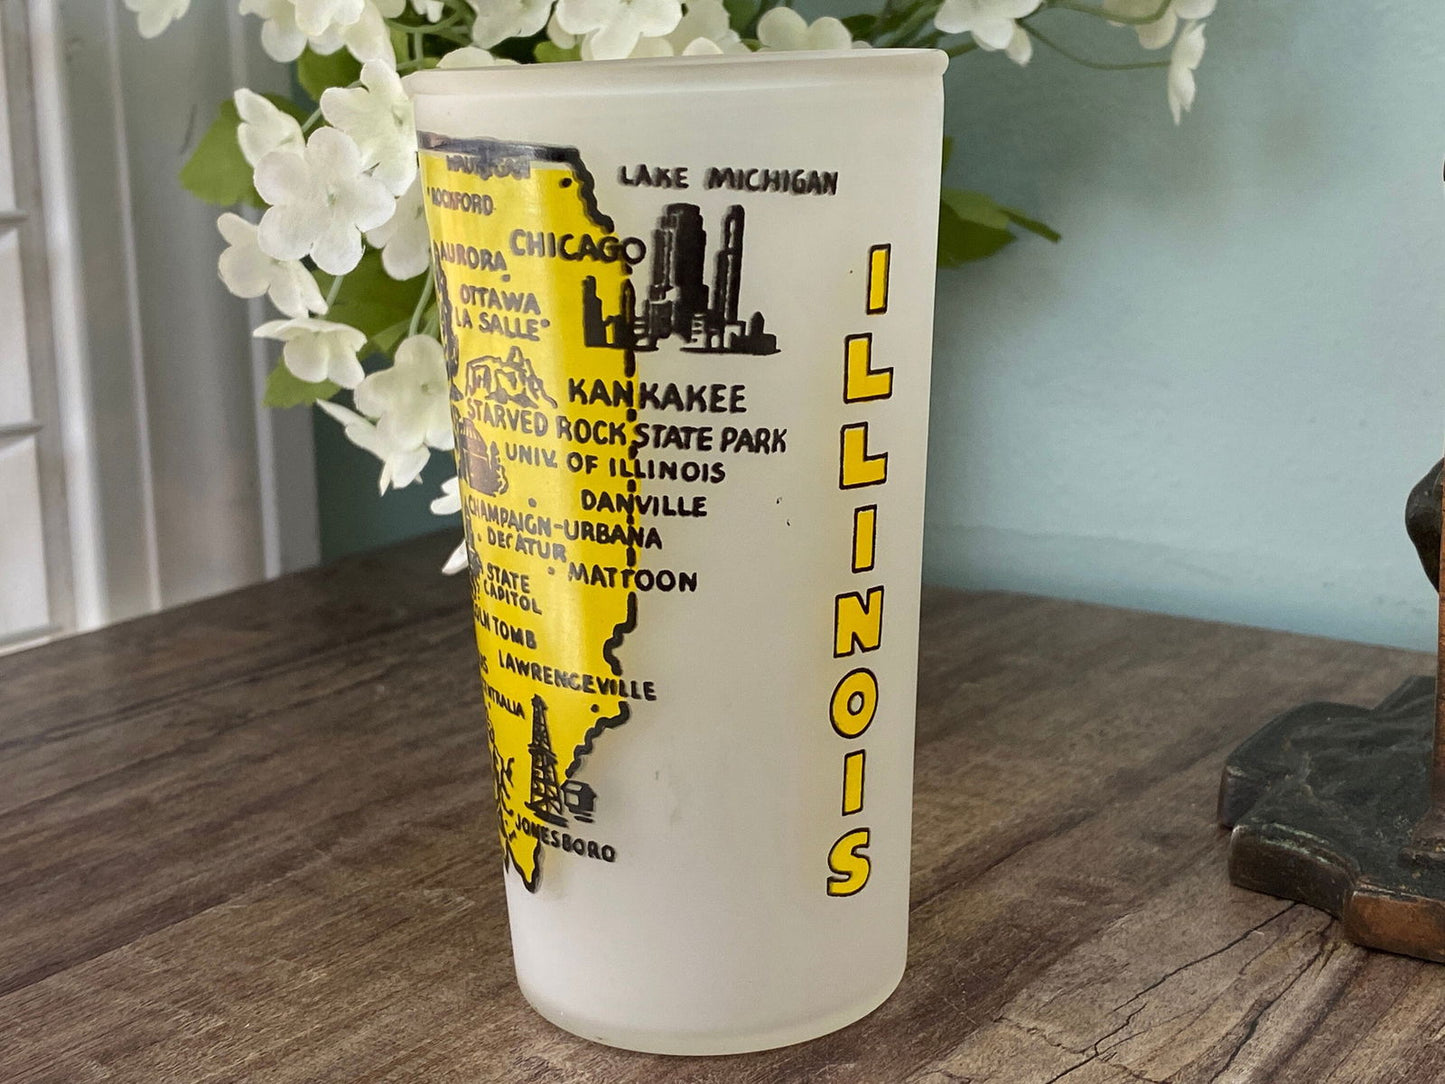 LAKE MICHIGAN
ROCKFORD
CHICAGO
AURORA
OTTAWA
LA SALLE
KANKAKEE
STARVED ROCK STATE PARK
UNIV. OF ILLINOIS
DANVILLE
CHAMPAIGN-URBANA
DECATUR
MATTOON
STATE
CAPITOL
TOMB
LAWRENCEVILLE
JONESBORO
ILLINOIS